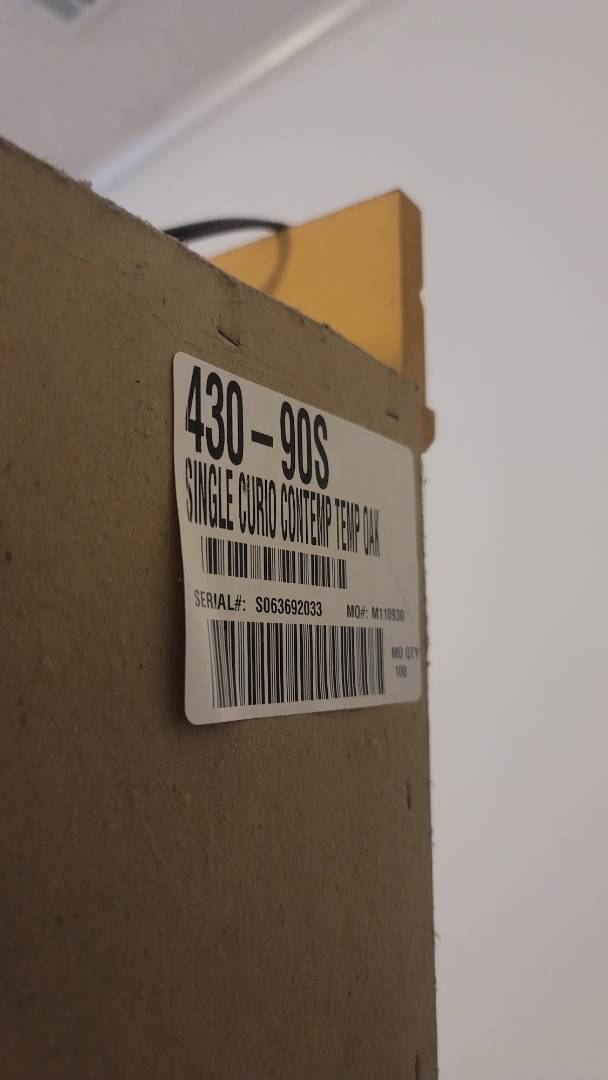 430-90S
SINGLE CURIO CONTEMP TEMP OAK
SERIAL#: S063692033 MO#: M110930
MO QTY
100